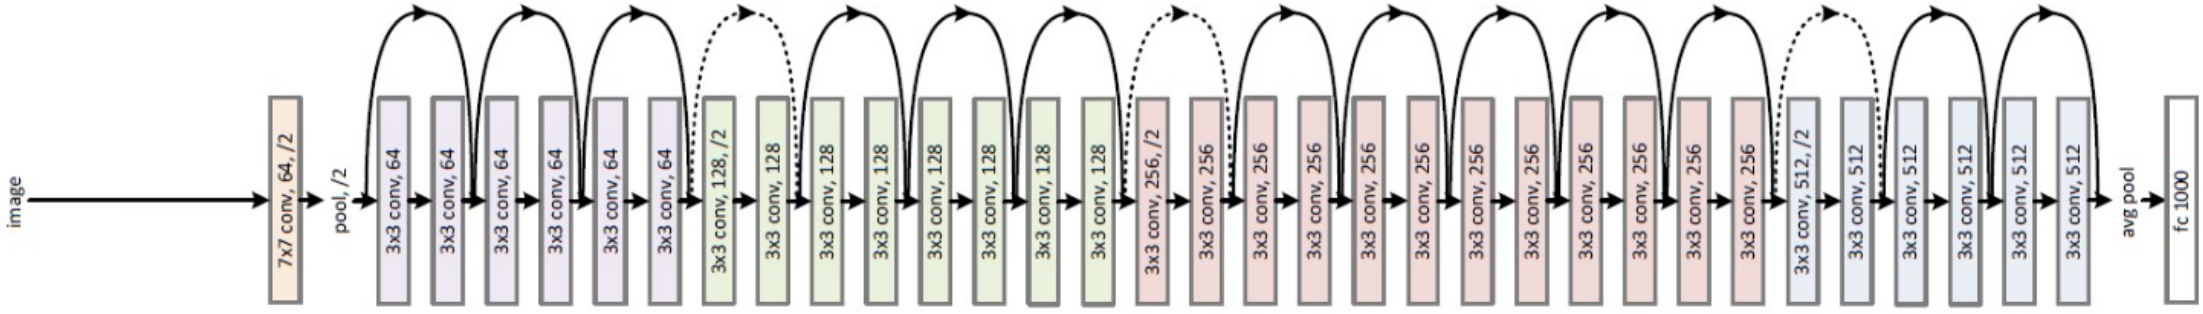 image
7x7 conv, 64, /2
pool, /2
3x3 conv, 64
3x3 conv, 64
3x3 conv, 64
3x3 conv, 64
3x3 conv, 64
3x3 conv, 64
3x3 conv, 128, /2
3x3 conv, 128
3x3 conv, 128
3x3 conv, 128
3x3 conv, 128
3x3 conv, 128
3x3 conv, 128
3x3 conv, 128
3x3 conv, 256, /2
3x3 conv, 256
3x3 conv, 256
3x3 conv, 256
3x3 conv, 256
3x3 conv, 256
3x3 conv, 256
3x3 conv, 256
3x3 conv, 256
3x3 conv, 256
3x3 conv, 256
3x3 conv, 256
3x3 conv, 512, /2
3x3 conv, 512
3x3 conv, 512
3x3 conv, 512
3x3 conv, 512
3x3 conv, 512
avg pool
fc 1000